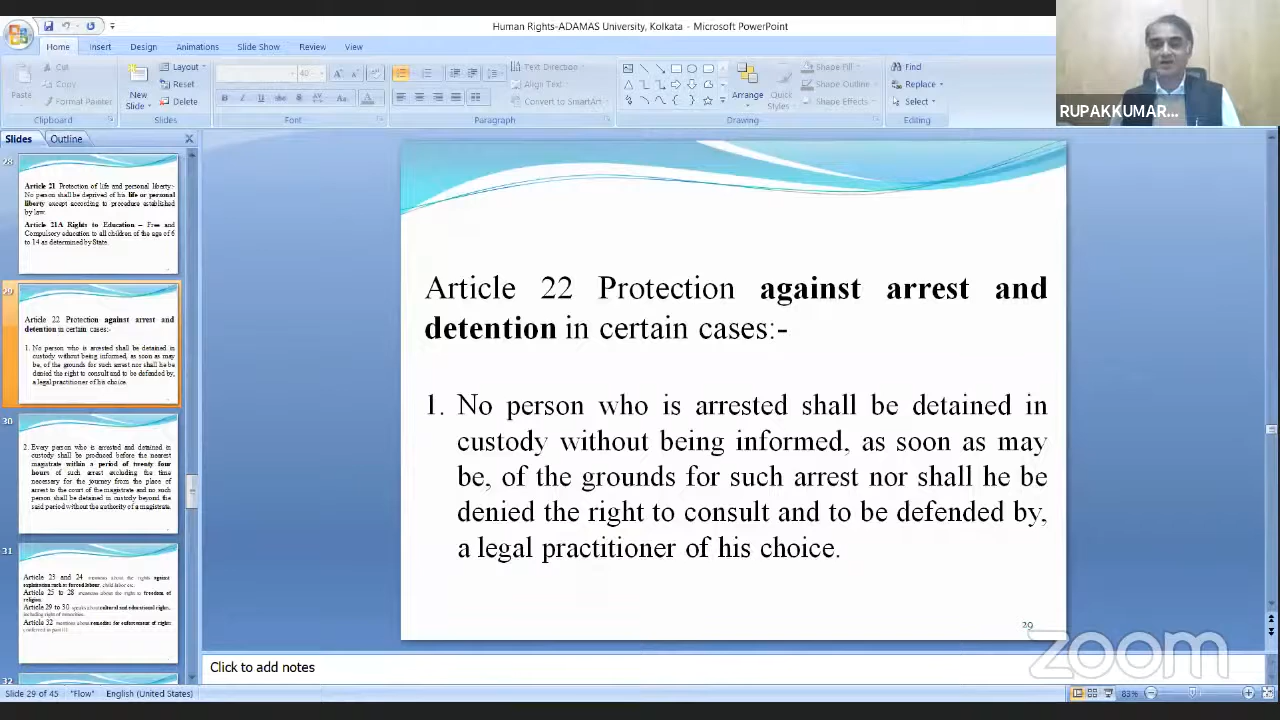 Human Rights-ADAMAS University, Kolkata - Microsoft PowerPoint
Home Insert Design Animations Slide Show Review View
Paste
Cut
Copy
Format Painter
Clipboard
New Slide
Layout
Reset
Delete
Slides
Font
Text Direction
Align Text
Convert to SmartArt
Paragraph
Arrange
Quick Styles
Shape Fill
Shape Outline
Shape Effects
Drawing
Find
Replace
Select
Editing
RUPAKKUMAR...
Slides Outline
28
Article 21 Protection of life and personal liberty:-
No person shall be deprived of his life or personal
liberty except according to procedure established
by law.
Article 21A Rights to Education – Free and
Compulsory education to all children of the age of 6
to 14 as determined by State.
29
Article 22 Protection against arrest and
detention in certain cases:-
1. No person who is arrested shall be detained in
custody without being informed, as soon as may
be, of the grounds for such arrest nor shall he be
denied the right to consult and to be defended by,
a legal practitioner of his choice.
30
2. Every person who is arrested and detained in
custody shall be produced before the nearest
magistrate within a period of twenty four
hours of such arrest excluding the time
necessary for the journey from the place of
arrest to the court of the magistrate and no such
person shall be detained in custody beyond the
said period without the authority of a magistrate.
31
Article 23 and 24 mentions about the rights against
exploitation such as forced labour, child labor etc.
Article 25 to 28 mentions about the right to freedom of
religion.
Article 29 to 30 speaks about cultural and educational rights,
including right of minorities.
Article 32 mentions about remedies for enforcement of rights
conferred in part III
32
Article 22 Protection against arrest and
detention in certain cases:-
1. No person who is arrested shall be detained in
custody without being informed, as soon as may
be, of the grounds for such arrest nor shall he be
denied the right to consult and to be defended by,
a legal practitioner of his choice.
29
zoom
Click to add notes
Slide 29 of 45 "Flow" English (United States)
83%